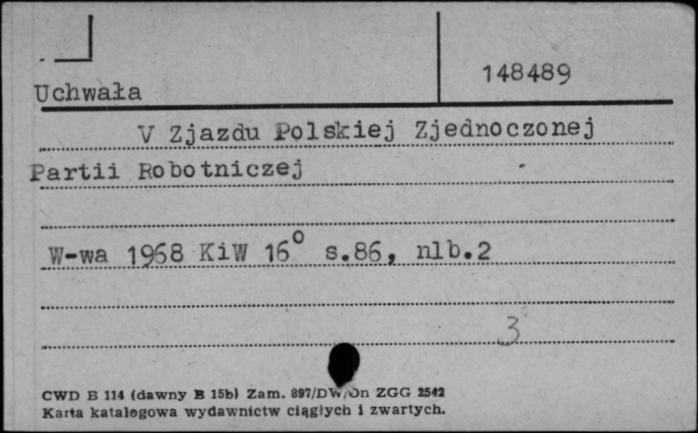 148489
Uchwała
V Zjazdu Polskiej Zjednoczonej
Partii Robotniczej
W-wa 1968 KiW 16° s.86, nlb.2
3
CWD B 114 (dawny B 15b) Zam. 897/DW/Dn ZGG 2542
Karta katalogowa wydawnictw ciągłych i zwartych.